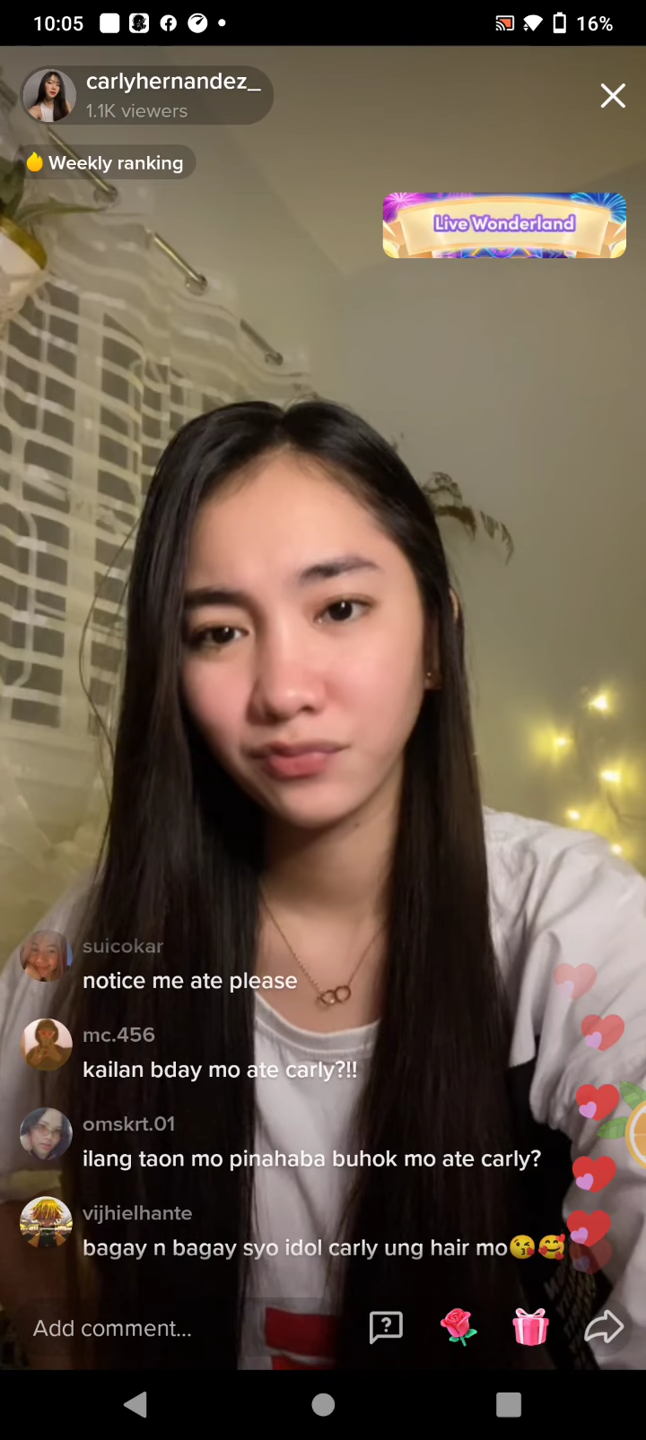 10:05
16%
carlyhernandez_
1.1K viewers
Weekly ranking
Live Wonderland
suicokar
notice me ate please
mc.456
kailan bday mo ate carly?!!
omskrt.01
ilang taon mo pinahaba buhok mo ate carly?
vijhielhante
bagay n bagay syo idol carly ung hair mo😘🥰
Add comment...